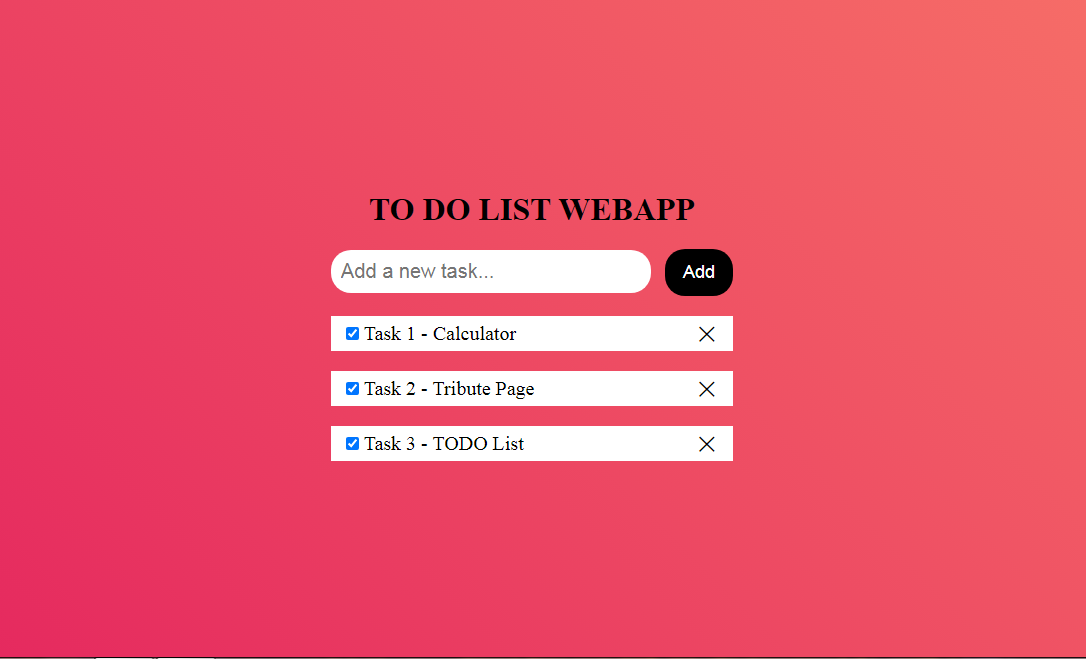 TO DO LIST WEBAPP
Add a new task...
Add
Task 1 - Calculator
Task 2 - Tribute Page
Task 3 - TODO List